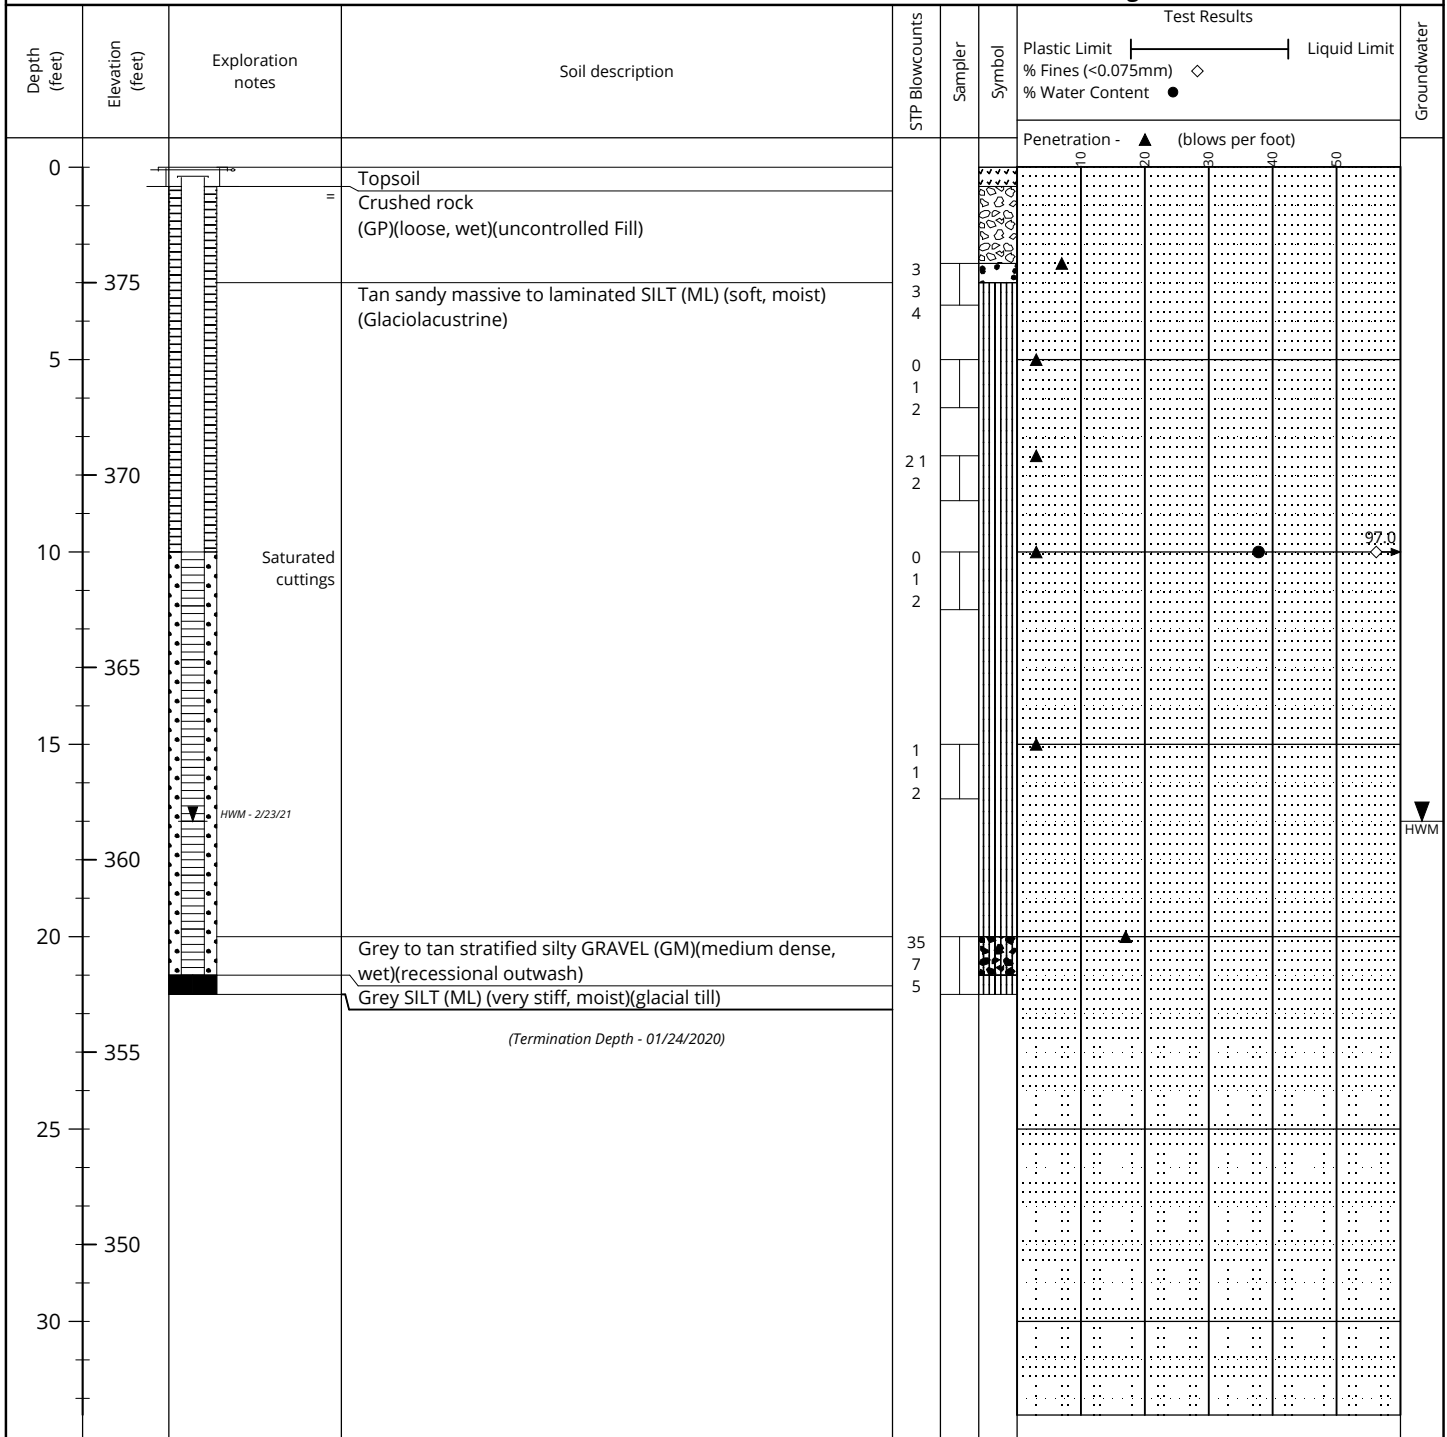 Test Results
Depth
(feet)
Elevation
(feet)
Exploration
notes
Soil description
STP Blowcounts
Sampler
Symbol
Plastic Limit
Liquid Limit
% Fines (<0.075mm)
% Water Content
Groundwater
Penetration - (blows per foot)
10
20
30
40
50
0
Topsoil
=
Crushed rock
(GP)(loose, wet)(uncontrolled Fill)
3
375
3
Tan sandy massive to laminated SILT (ML) (soft, moist)
4
(Glaciolacustrine)
5
0
1
2
2 1
370
2
97.0
10
Saturated
0
cuttings
1
2
365
15
1
1
2
HWM - 2/23/21
HWM
360
20
35
Grey to tan stratified silty GRAVEL (GM)(medium dense,
7
wet)(recessional outwash)
5
Grey SILT (ML) (very stiff, moist)(glacial till)
(Termination Depth - 01/24/2020)
355
25
350
30